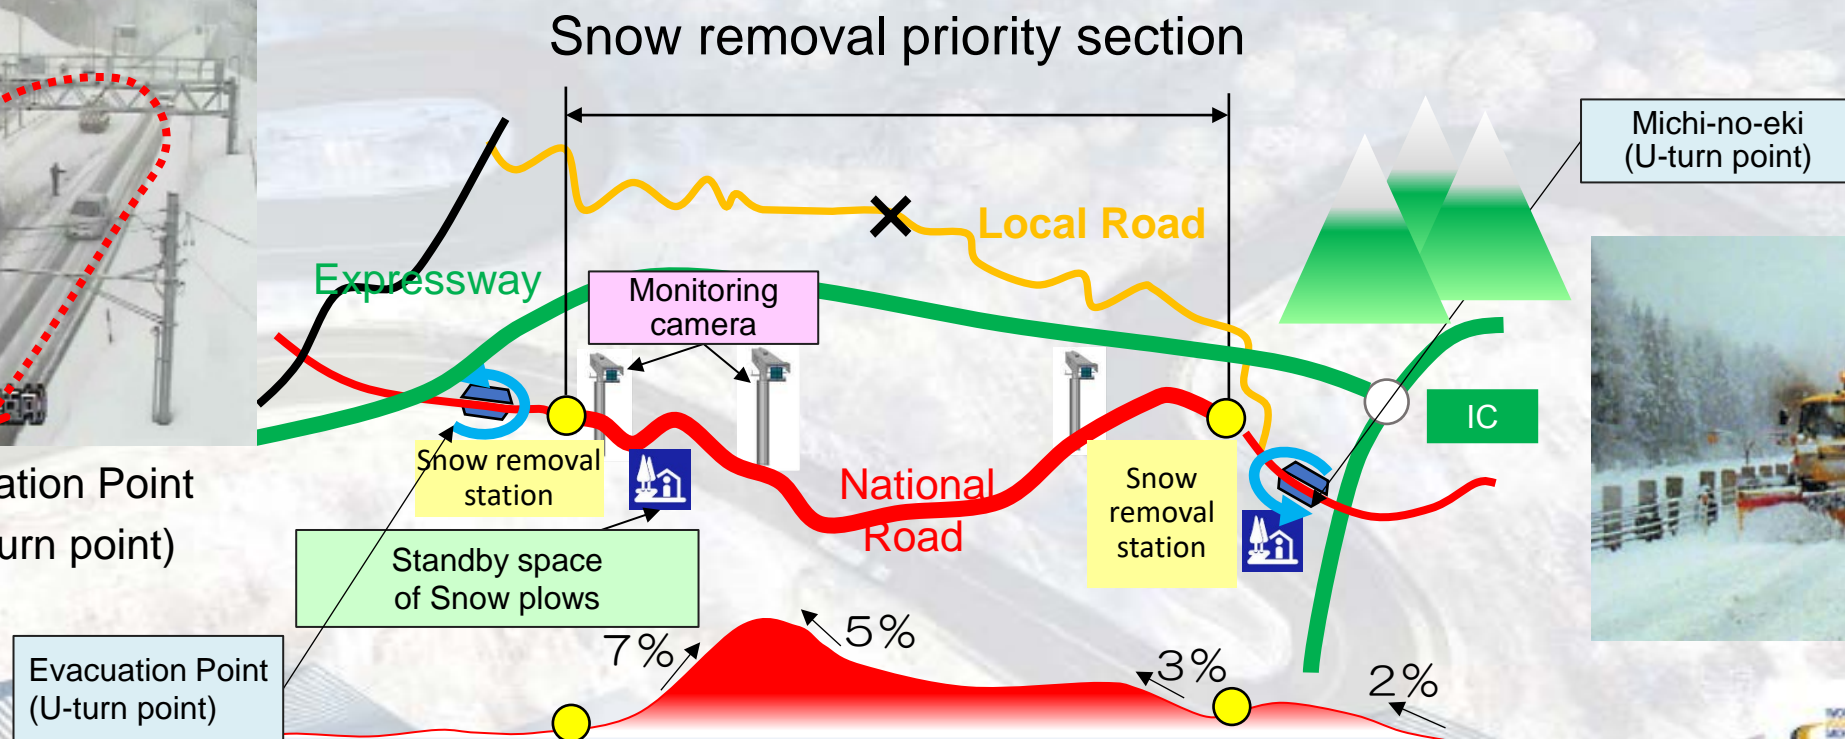 Snow removal priority section
Michi-no-eki
(U-turn point)
Local Road
Expressway
Monitoring
camera
IC
Snow removal
station
National
Road
Snow
removal
station
Point
point)
Standby space
of Snow plows
Evacuation Point
(U-turn point)
7%
5%
3%
2%